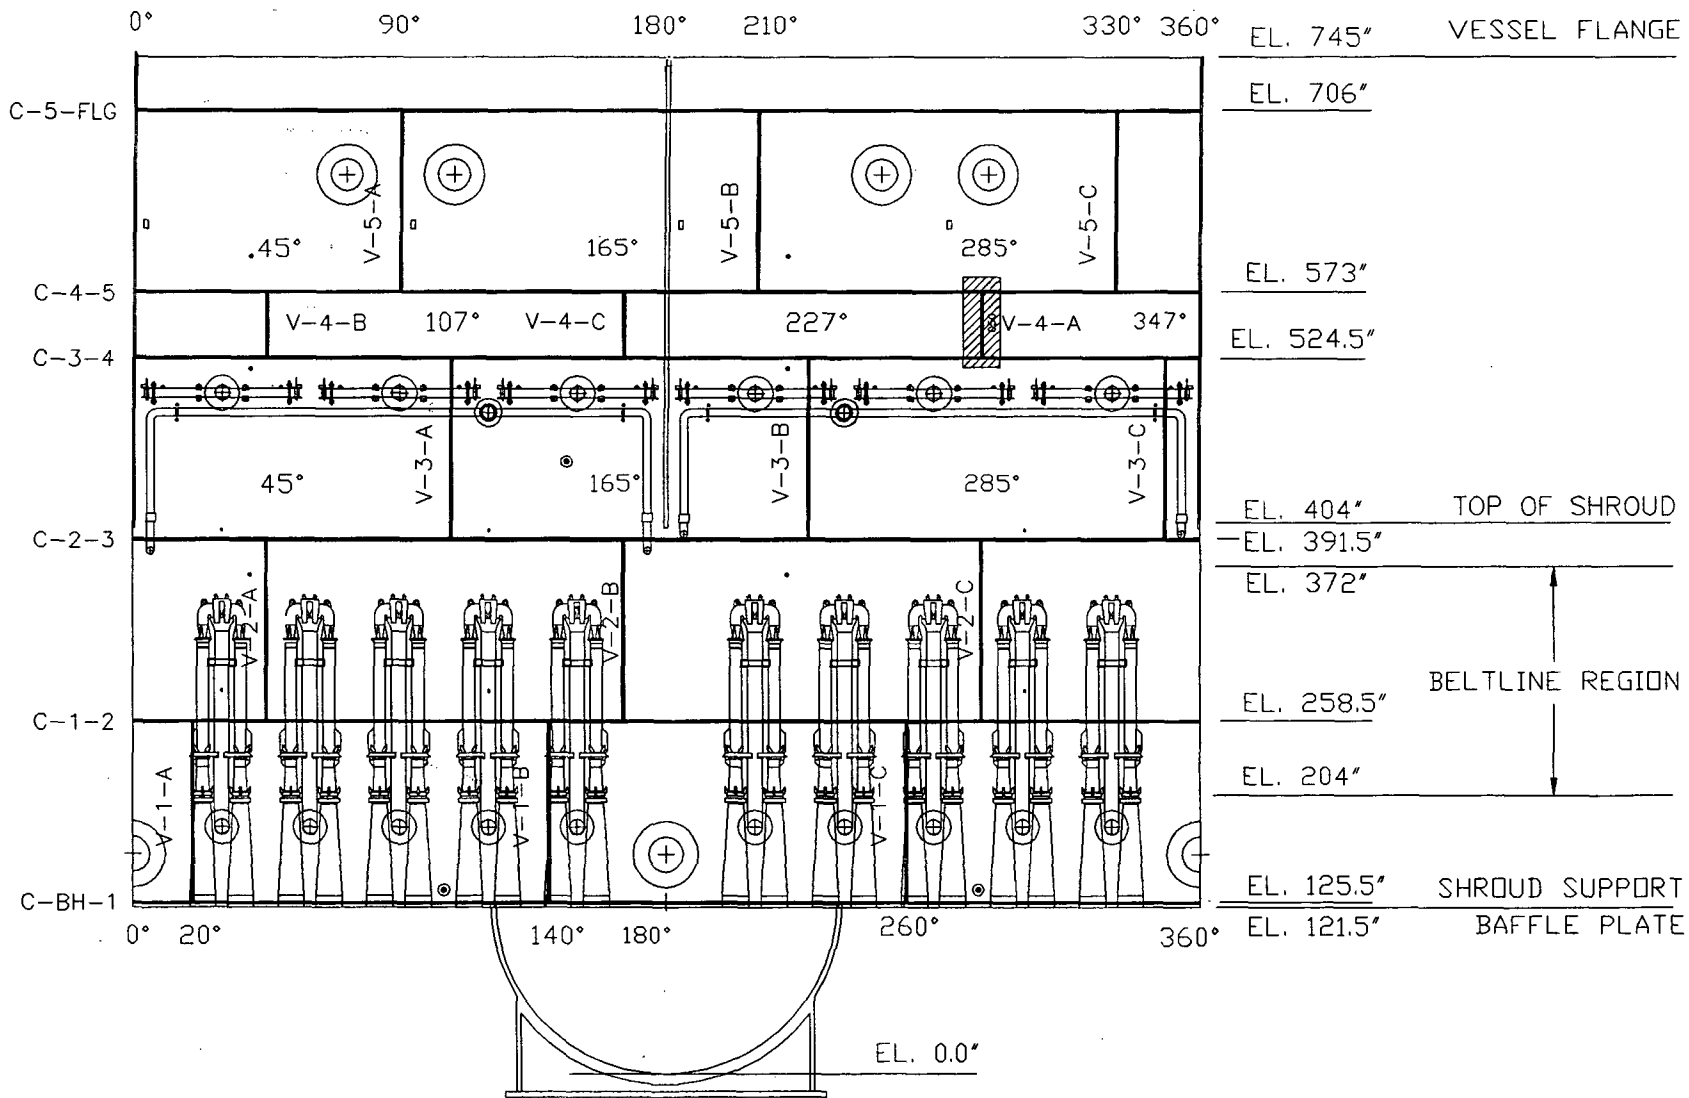 0° 90° 180° 210° 330° 360°
EL. 745" VESSEL FLANGE
EL. 706"
C-5-FLG
V-5-A V-5-B V-5-C
45° 165° 285°
EL. 573"
C-4-5
V-4-B 107° V-4-C 227° V-4-A 347°
EL. 524.5"
C-3-4
V-3-A V-3-B V-3-C
45° 165° 285°
EL. 404" TOP OF SHROUD
C-2-3
EL. 391.5"
EL. 372"
V-2-A V-2-B V-2-C
BELTLINE REGION
EL. 258.5"
C-1-2
EL. 204"
V-1-A V-1-B V-1-C
EL. 125.5" SHROUD SUPPORT
C-BH-1
EL. 121.5" BAFFLE PLATE
0° 20° 140° 180° 260° 360°
EL. 0.0"